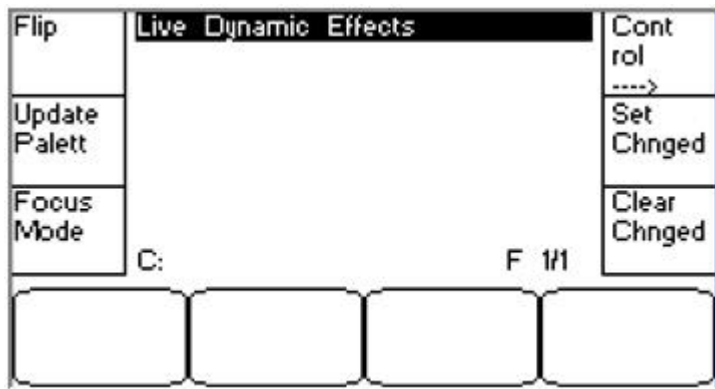 Flip
Update
Palett
Focus
Mode
Live Dynamic Effects
C:
F 1/1
Cont
rol
---->
Set
Chnged
Clear
Chnged